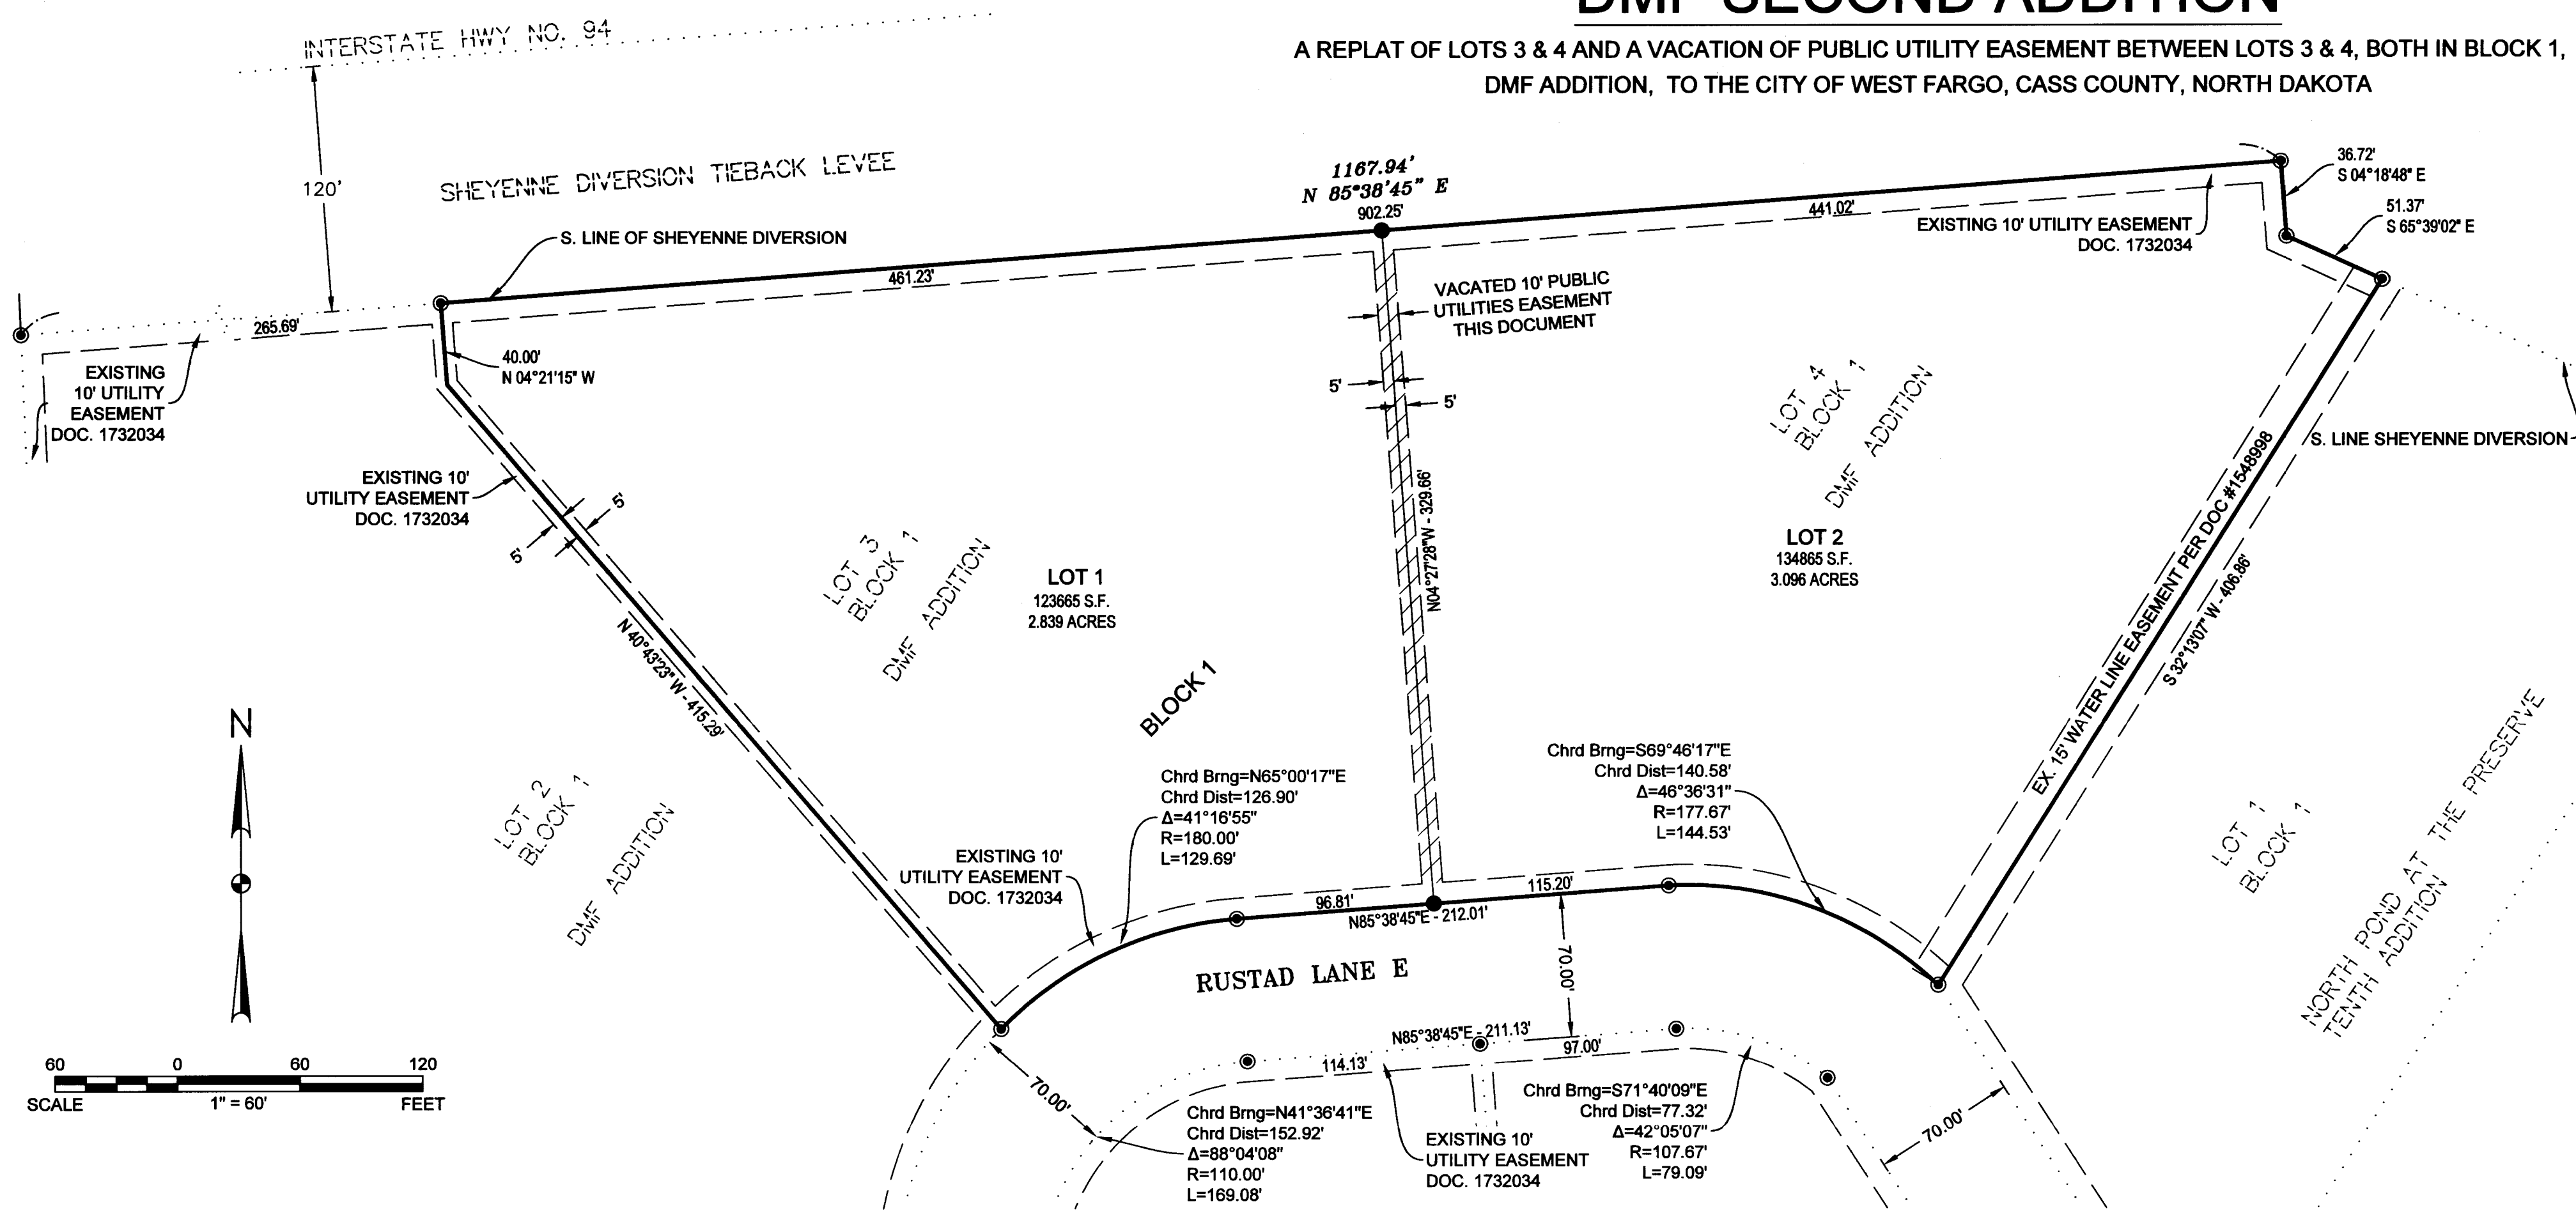 DMF SECOND ADDITION
A REPLAT OF LOTS 3 & 4 AND A VACATION OF PUBLIC UTILITY EASEMENT BETWEEN LOTS 3 & 4, BOTH IN BLOCK 1,
DMF ADDITION, TO THE CITY OF WEST FARGO, CASS COUNTY, NORTH DAKOTA
INTERSTATE HWY NO. 94
120'
SHEYENNE DIVERSION TIEBACK LEVEE
S. LINE OF SHEYENNE DIVERSION
1167.94'
N 85°38'45" E
902.25'
461.23'
441.02'
36.72'
S 04°18'48" E
51.37'
S 65°39'02" E
EXISTING 10' UTILITY EASEMENT
DOC. 1732034
265.69'
EXISTING
10' UTILITY
EASEMENT
DOC. 1732034
40.00'
N 04°21'15" W
VACATED 10' PUBLIC
UTILITIES EASEMENT
THIS DOCUMENT
5'
5'
EXISTING 10'
UTILITY EASEMENT
DOC. 1732034
5'
5'
LOT 3
BLOCK 1
DMF ADDITION
LOT 1
123665 S.F.
2.839 ACRES
N04°27'28"W - 329.66'
LOT 4
BLOCK 1
DMF ADDITION
LOT 2
134865 S.F.
3.096 ACRES
S. LINE SHEYENNE DIVERSION
EX. 15' WATER LINE EASEMENT PER DOC #1548998
S 32°13'07" W - 406.86'
N 40°43'23" W - 415.29'
BLOCK 1
N
LOT 2
BLOCK 1
DMF ADDITION
Chrd Brng=N65°00'17"E
Chrd Dist=126.90'
Δ=41°16'55"
R=180.00'
L=129.69'
Chrd Brng=S69°46'17"E
Chrd Dist=140.58'
Δ=46°36'31"
R=177.67'
L=144.53'
EXISTING 10'
UTILITY EASEMENT
DOC. 1732034
96.81'
115.20'
N85°38'45"E - 212.01'
RUSTAD LANE E
70.00'
LOT 1
BLOCK 1
NORTH POND AT THE PRESERVE
TENTH ADDITION
N85°38'45"E - 211.13'
114.13'
97.00'
70.00'
70.00'
Chrd Brng=N41°36'41"E
Chrd Dist=152.92'
Δ=88°04'08"
R=110.00'
L=169.08'
EXISTING 10'
UTILITY EASEMENT
DOC. 1732034
Chrd Brng=S71°40'09"E
Chrd Dist=77.32'
Δ=42°05'07"
R=107.67'
L=79.09'
60 0 60 120
SCALE 1" = 60' FEET